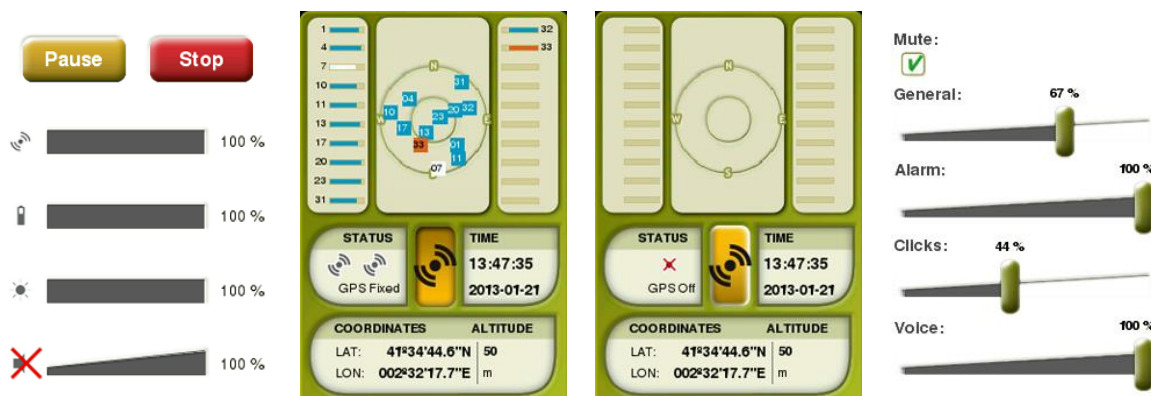 Pause Stop
100 %
100 %
100 %
100 %
1 32
4 33
7
10
11
13
17
20
23
31
N
31
04
10 20 32
W 23 E
17 13
33 01
11
07
STATUS TIME
13:47:35
GPS Fixed 2013-01-21
COORDINATES ALTITUDE
LAT: 41º34'44.6"N 50
LON: 002º32'17.7"E m
N
W E
S
STATUS TIME
13:47:35
GPS Off 2013-01-21
COORDINATES ALTITUDE
LAT: 41º34'44.6"N 50
LON: 002º32'17.7"E m
Mute:
General: 67 %
Alarm: 100 %
Clicks: 44 %
Voice: 100 %